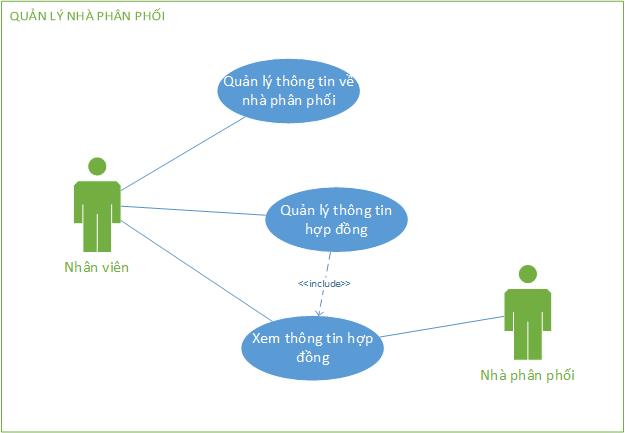 QUẢN LÝ NHÀ PHÂN PHỐI
Quản lý thông tin về
nhà phân phối
Quản lý thông tin
hợp đồng
Nhân viên
<<include>>
Xem thông tin hợp
đồng
Nhà phân phối